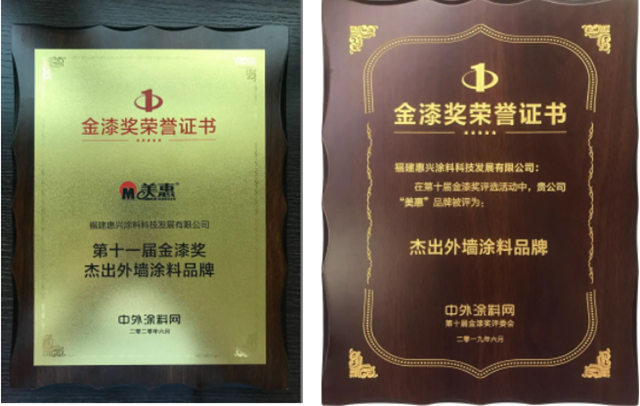 金漆奖荣誉证书
M美惠
福建惠兴涂料科技发展有限公司
第十一届金漆奖
杰出外墙涂料品牌
中外涂料网
二〇二〇年六月
金漆奖荣誉证书
福建惠兴涂料科技发展有限公司：
在第十届金漆奖评选活动中，贵公司
“美惠”品牌被评为：
杰出外墙涂料品牌
中外涂料网
第十届金漆奖评委会
二〇一九年六月